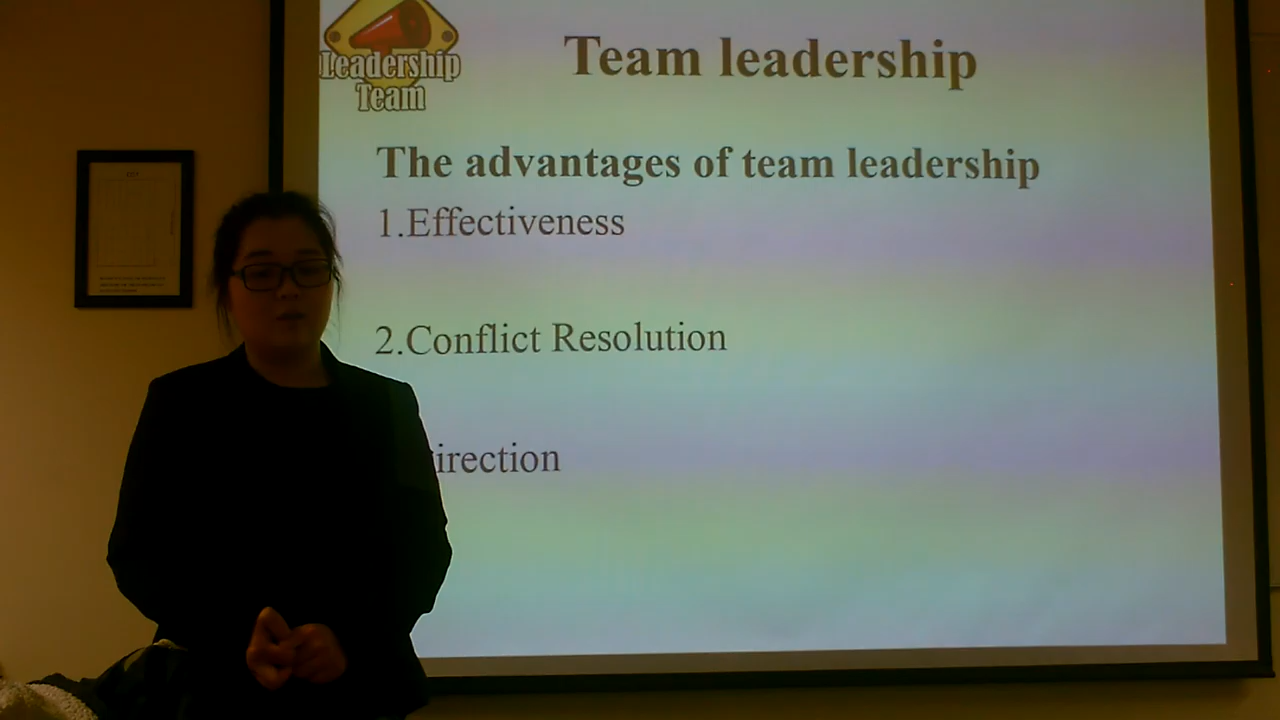 Leadership
Team
Team leadership
The advantages of team leadership
1.Effectiveness
2.Conflict Resolution
irection